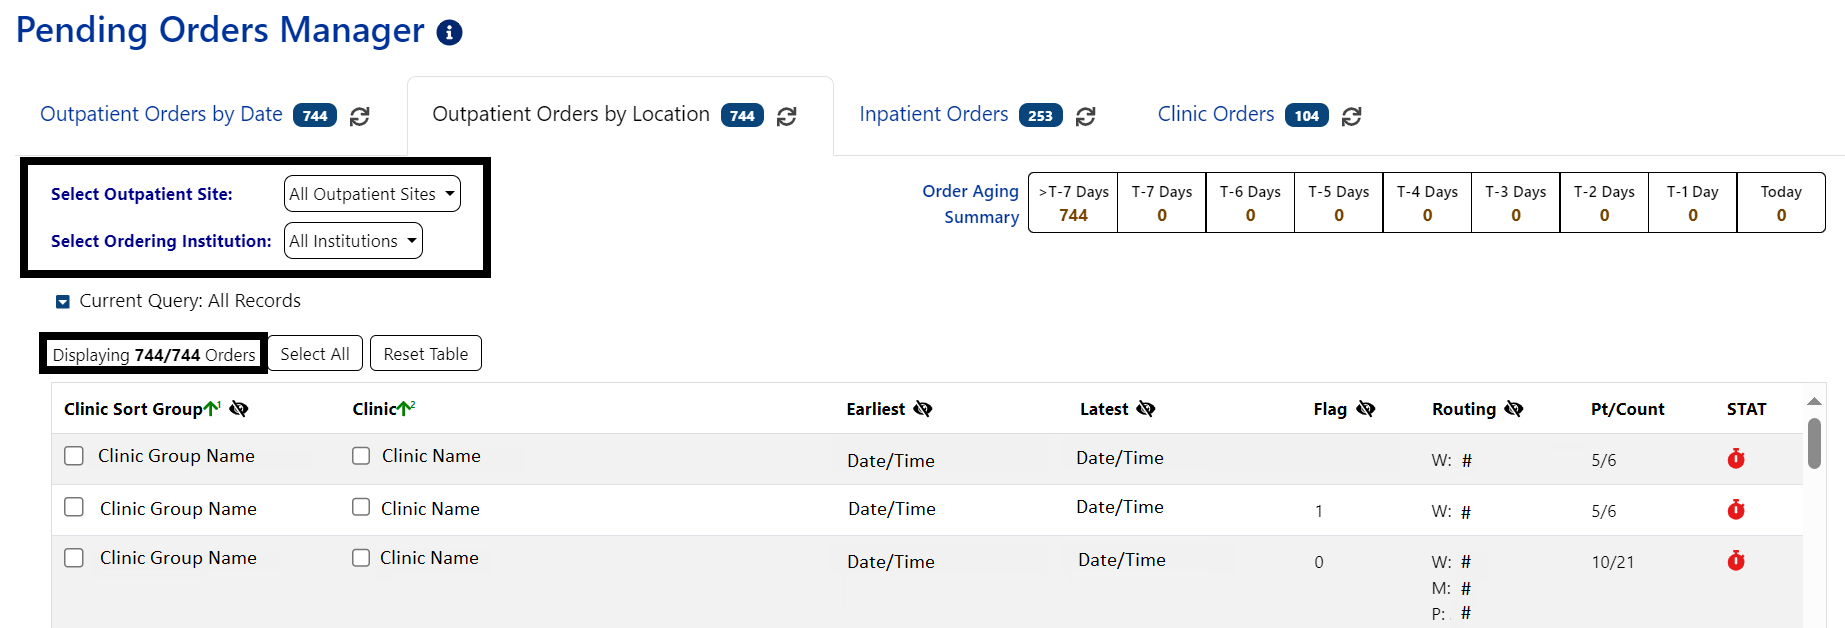 Pending Orders Manager
Outpatient Orders by Date 744 Outpatient Orders by Location 744 Inpatient Orders 253 Clinic Orders 104
Select Outpatient Site: All Outpatient Sites
Select Ordering Institution: All Institutions
Order Aging Summary
>T-7 Days T-7 Days T-6 Days T-5 Days T-4 Days T-3 Days T-2 Days T-1 Day Today
744 0 0 0 0 0 0 0 0
Current Query: All Records
Displaying 744/744 Orders Select All Reset Table
Clinic Sort Group 1 Clinic 2 Earliest Latest Flag Routing Pt/Count STAT
Clinic Group Name Clinic Name Date/Time Date/Time W: # 5/6
Clinic Group Name Clinic Name Date/Time Date/Time 1 W: # 5/6
Clinic Group Name Clinic Name Date/Time Date/Time 0 W: # 10/21
M: #
P: #